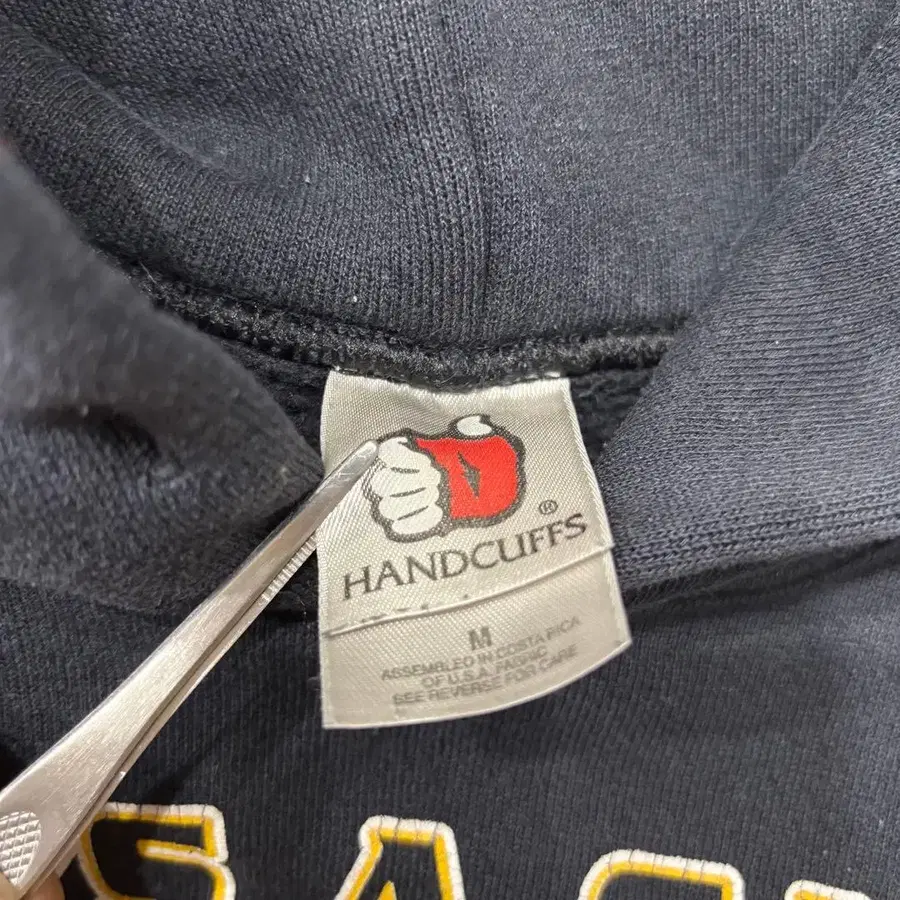 ®
HANDCUFFS
M
ASSEMBLED IN COSTA RICA
OF U.S.A. FABRIC
SEE REVERSE FOR CARE